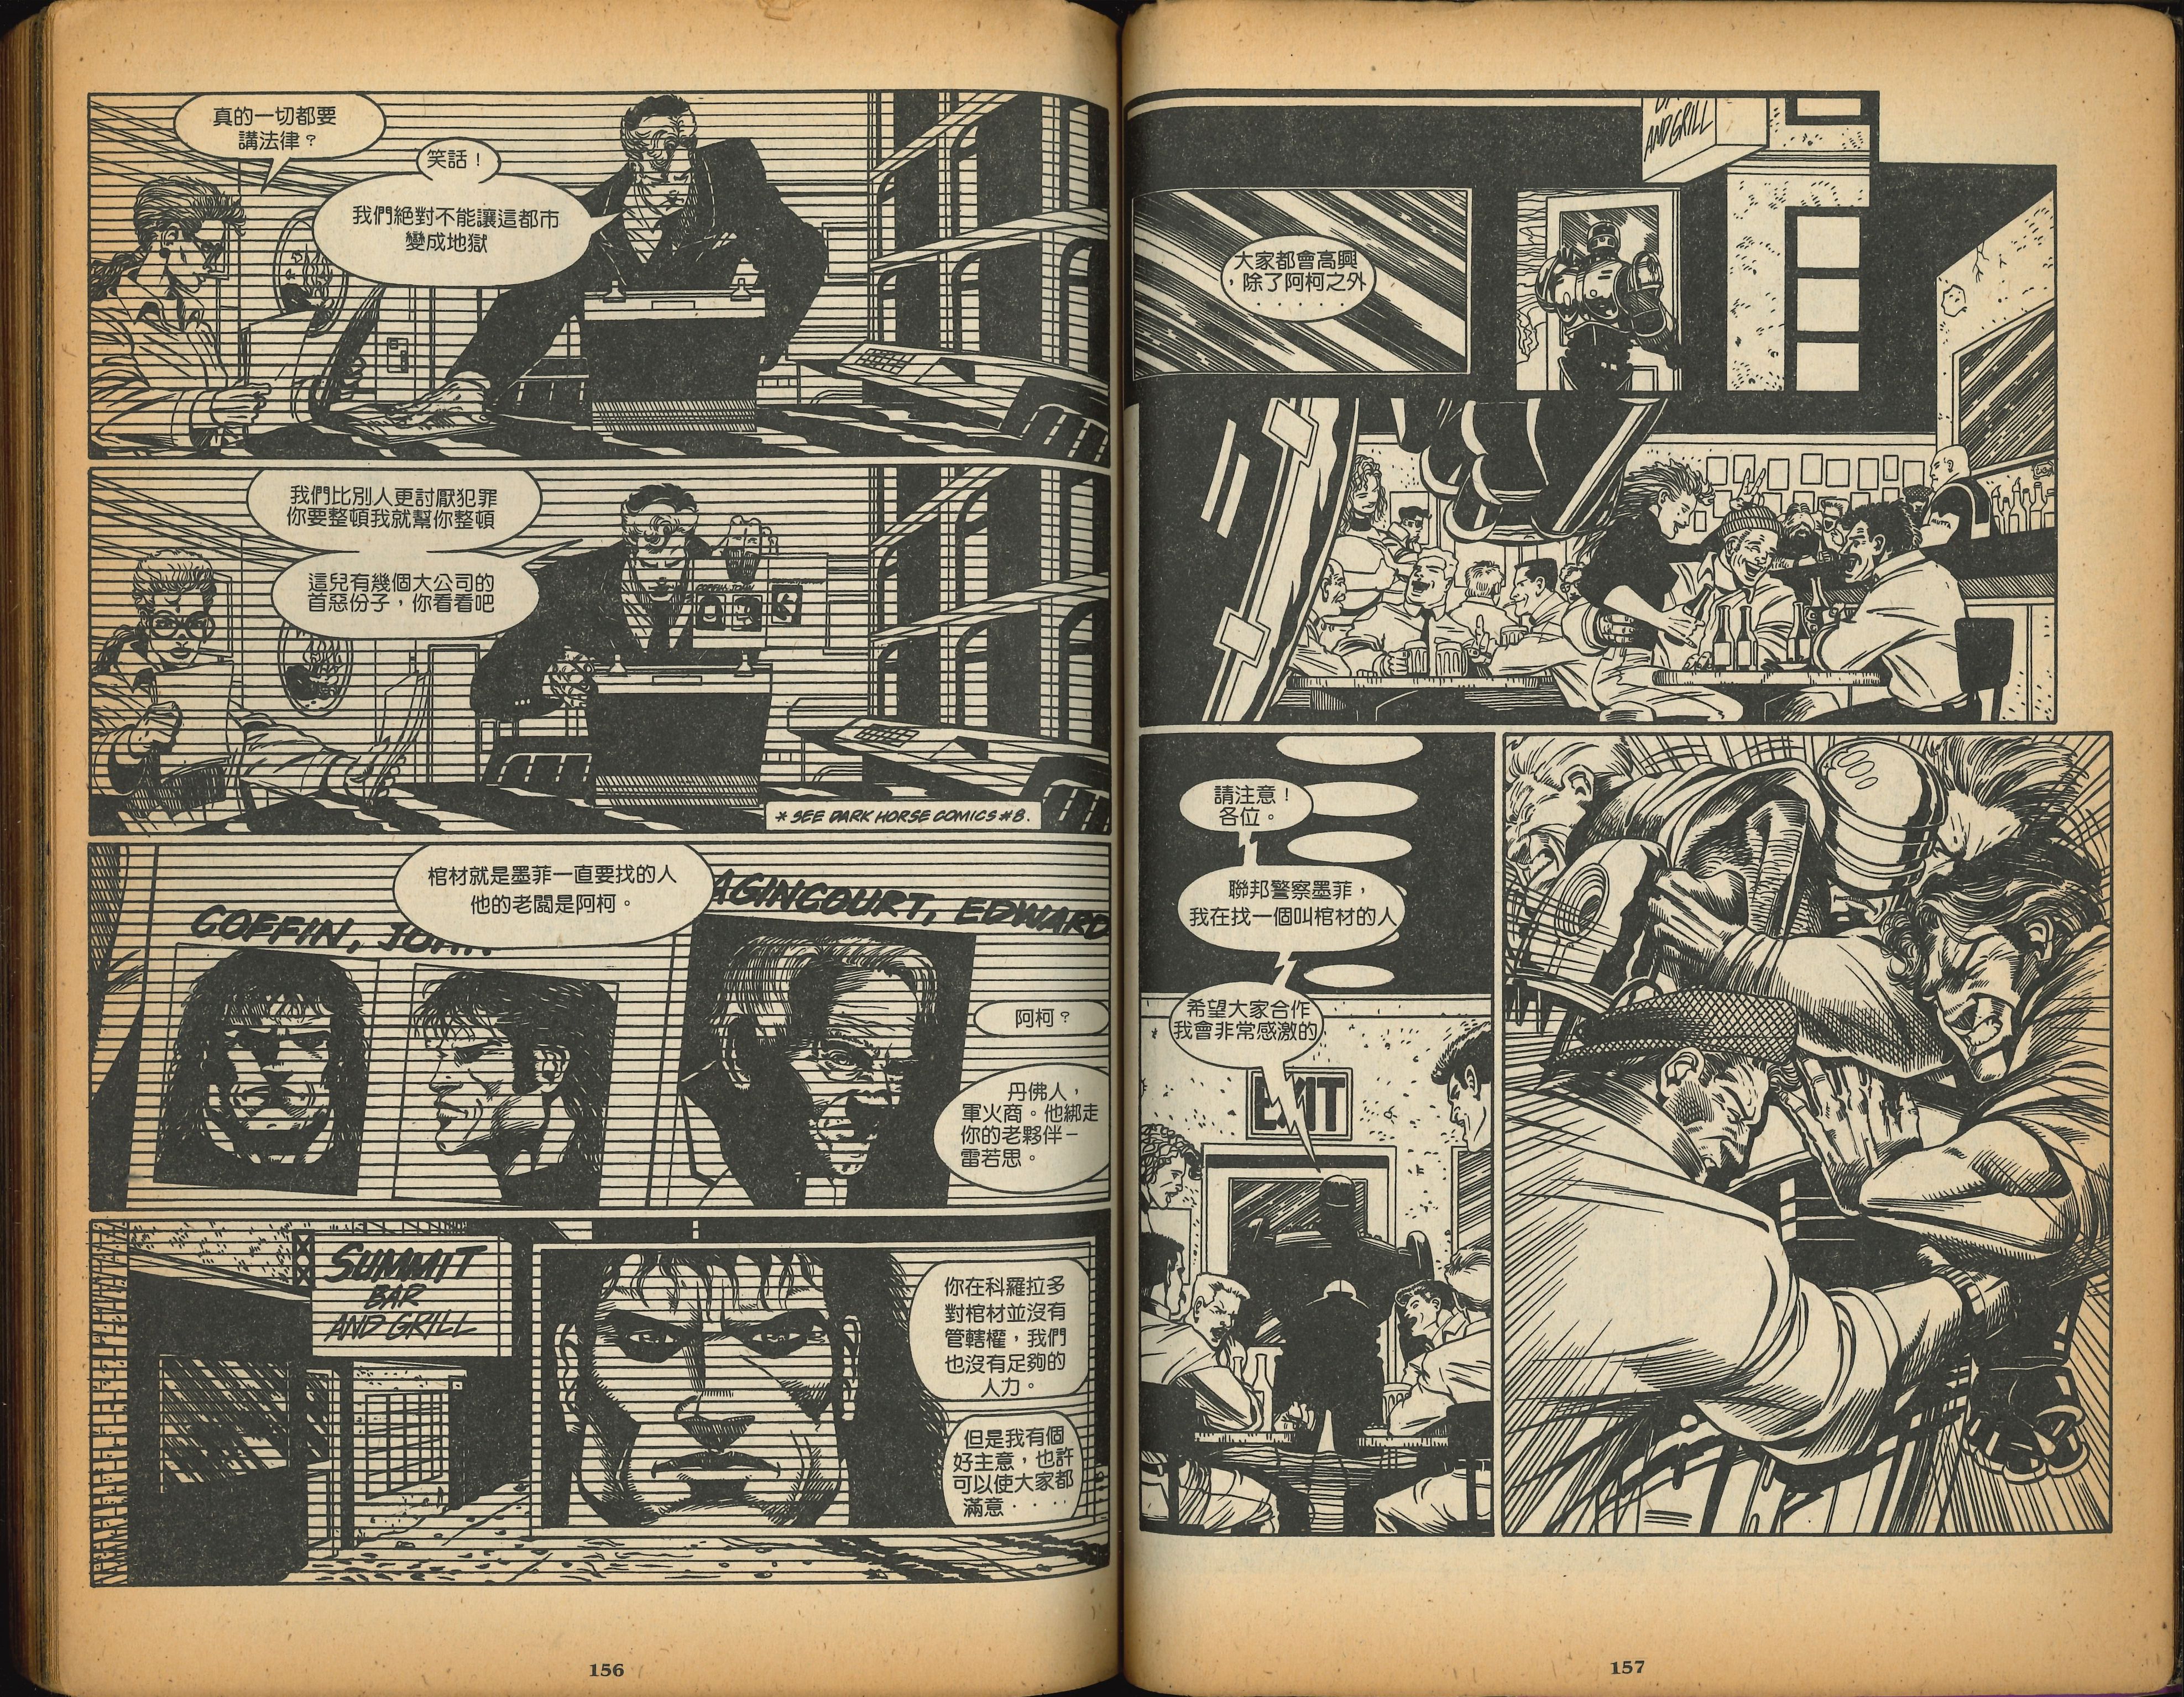 真的一切都要
講法律？
笑話！
我們絕對不能讓這都市
變成地獄
我們比別人更討厭犯罪
你要整頓我就幫你整頓
這兒有幾個大公司的
首惡份子，你看看吧
COFFIN, JOHN
* SEE DARK HORSE COMICS #8.
棺材就是墨菲一直要找的人
他的老闆是阿柯。
COFFIN, JOHN
AGINCOURT, EDWARD
阿柯？
丹佛人，
軍火商。他綁走
你的老夥伴－
雷若思。
SUMMIT
BAR
AND GRILL
你在科羅拉多
對棺材並沒有
管轄權，我們
也沒有足夠的
人力。
但是我有個
好主意，也許
可以使大家都
滿意‧‧‧‧
156
AND GRILL
大家都會高興
，除了阿柯之外
‧‧‧‧‧‧
請注意！
各位。
聯邦警察墨菲，
我在找一個叫棺材的人
希望大家合作
我會非常感激的
EXIT
157